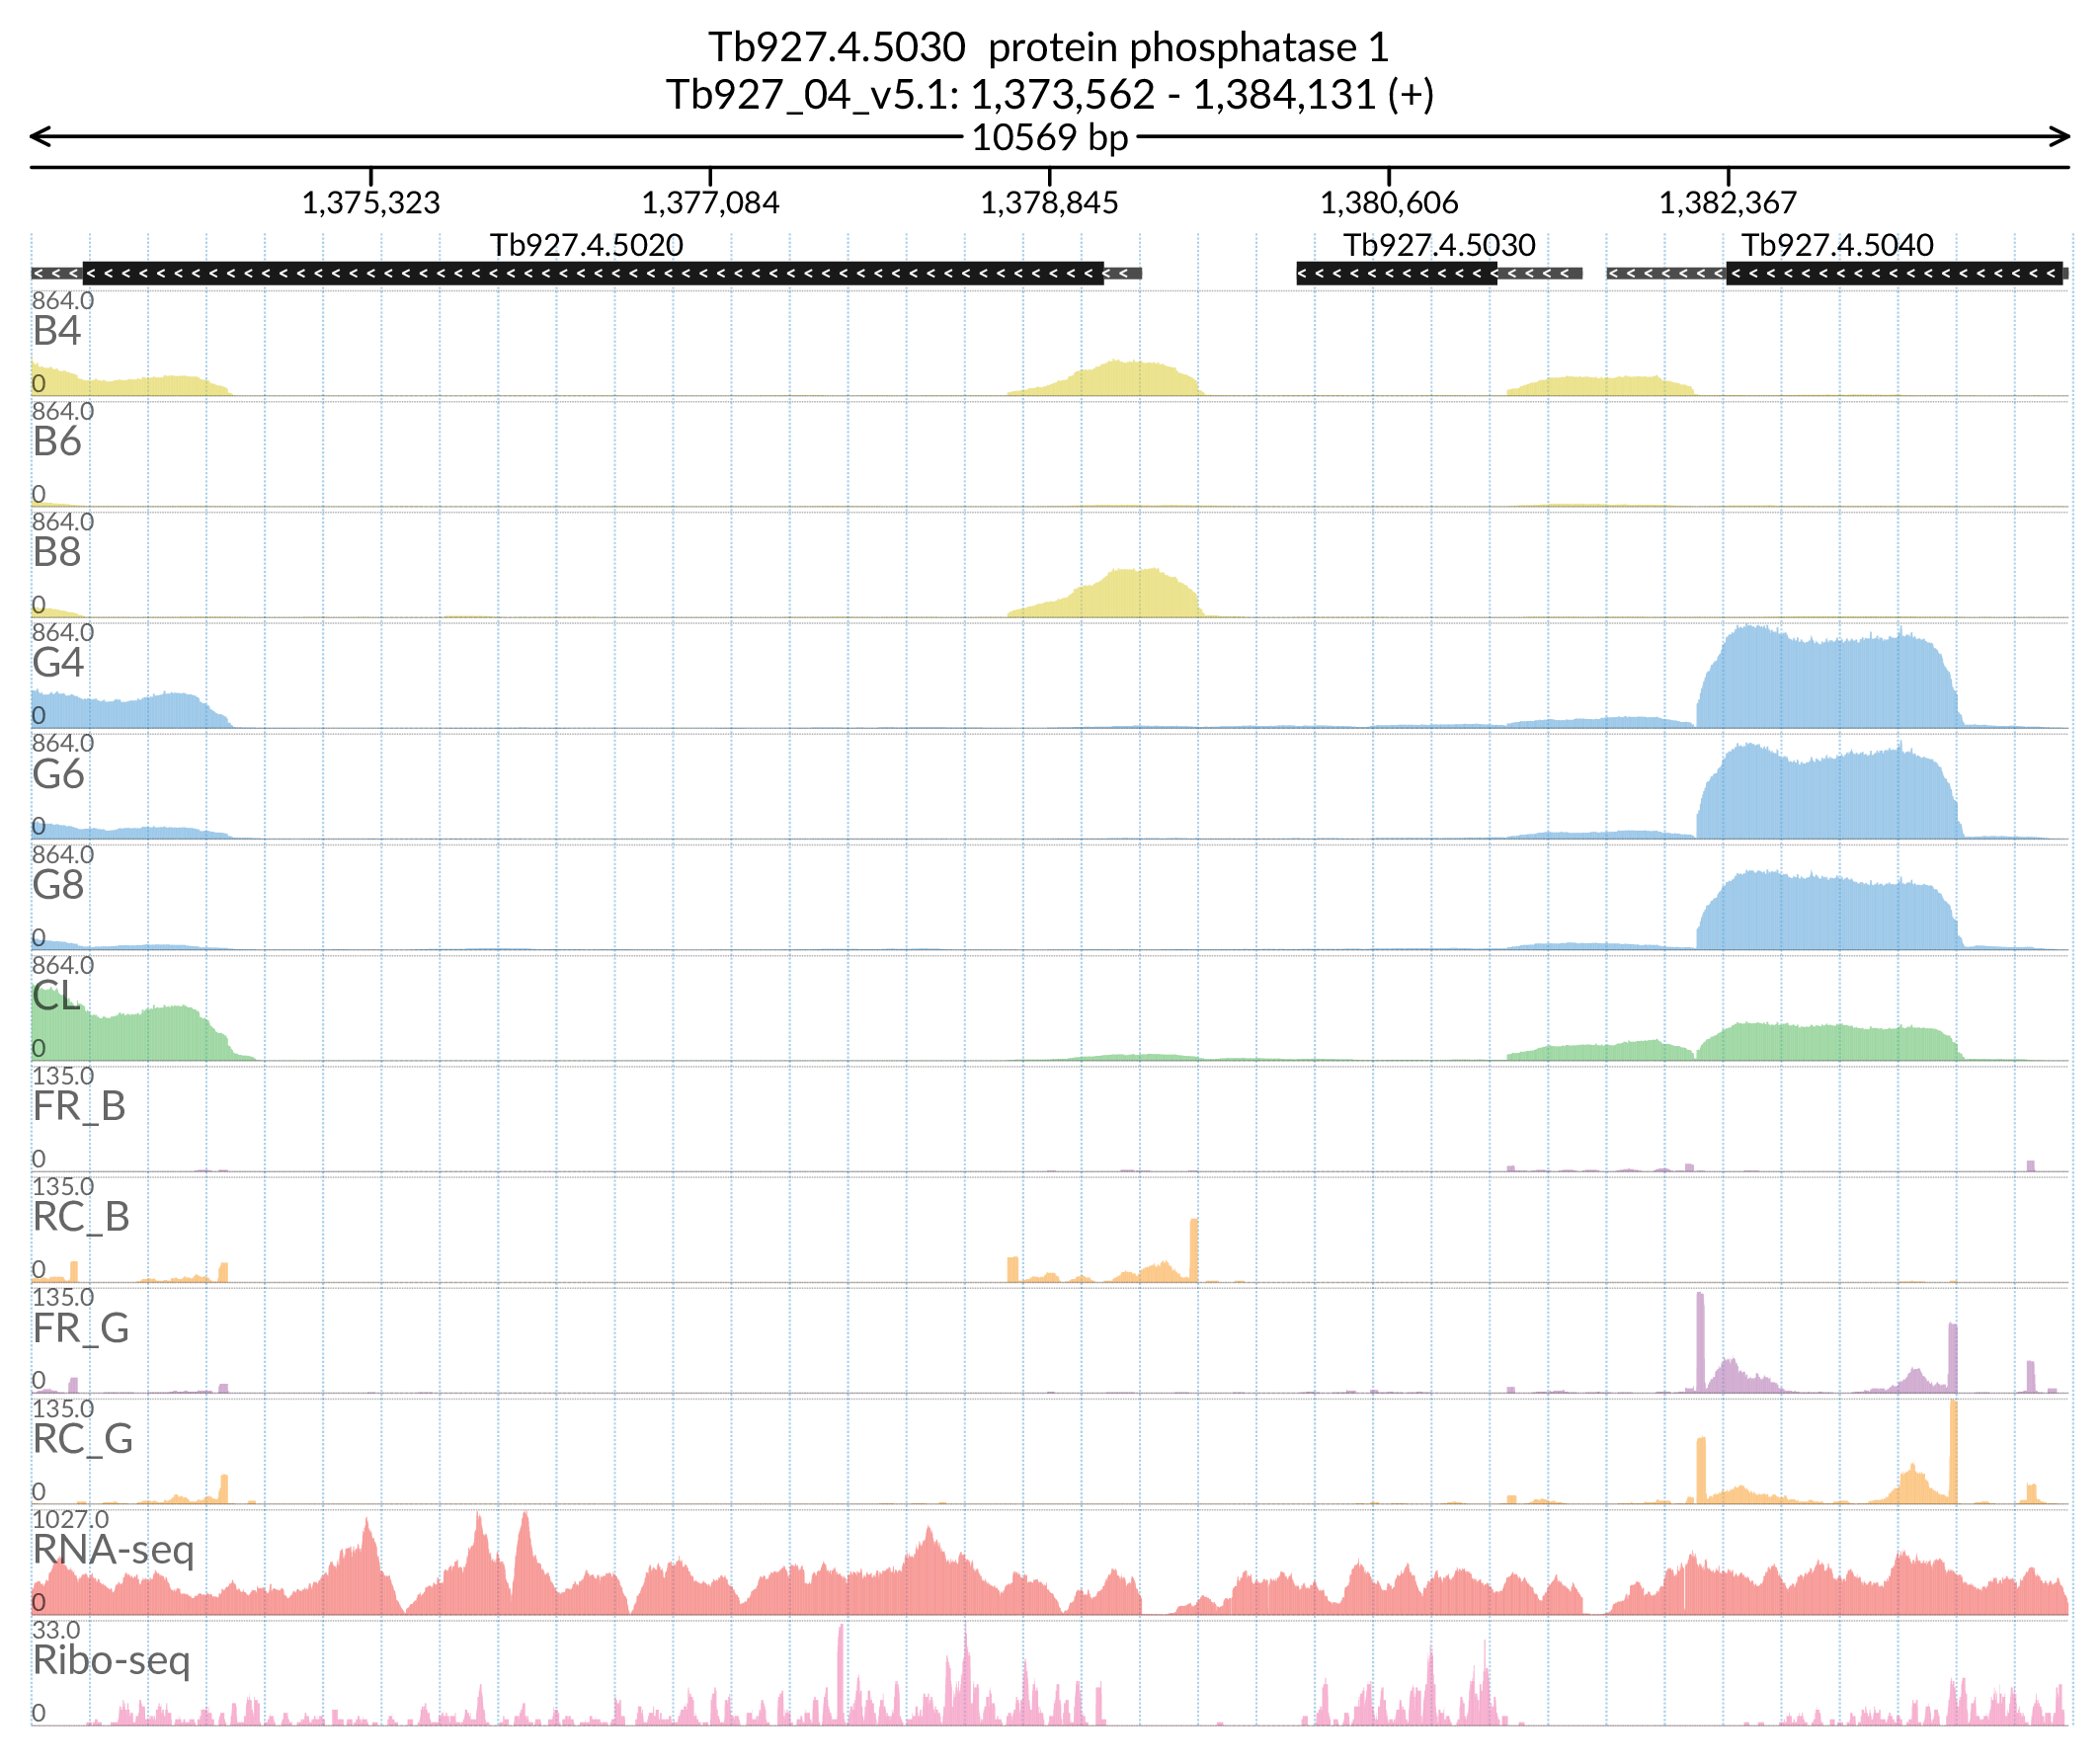 Tb927.4.5030 protein phosphatase 1
Tb927_04_v5.1: 1,373,562 - 1,384,131 (+)
10569 bp
1,375,323 1,377,084 1,378,845 1,380,606 1,382,367
Tb927.4.5020 Tb927.4.5030 Tb927.4.5040
864.0
B4
0
864.0
B6
0
864.0
B8
0
864.0
G4
0
864.0
G6
0
864.0
G8
0
864.0
CL
0
135.0
FR_B
0
135.0
RC_B
0
135.0
FR_G
0
135.0
RC_G
0
1027.0
RNA-seq
0
33.0
Ribo-seq
0